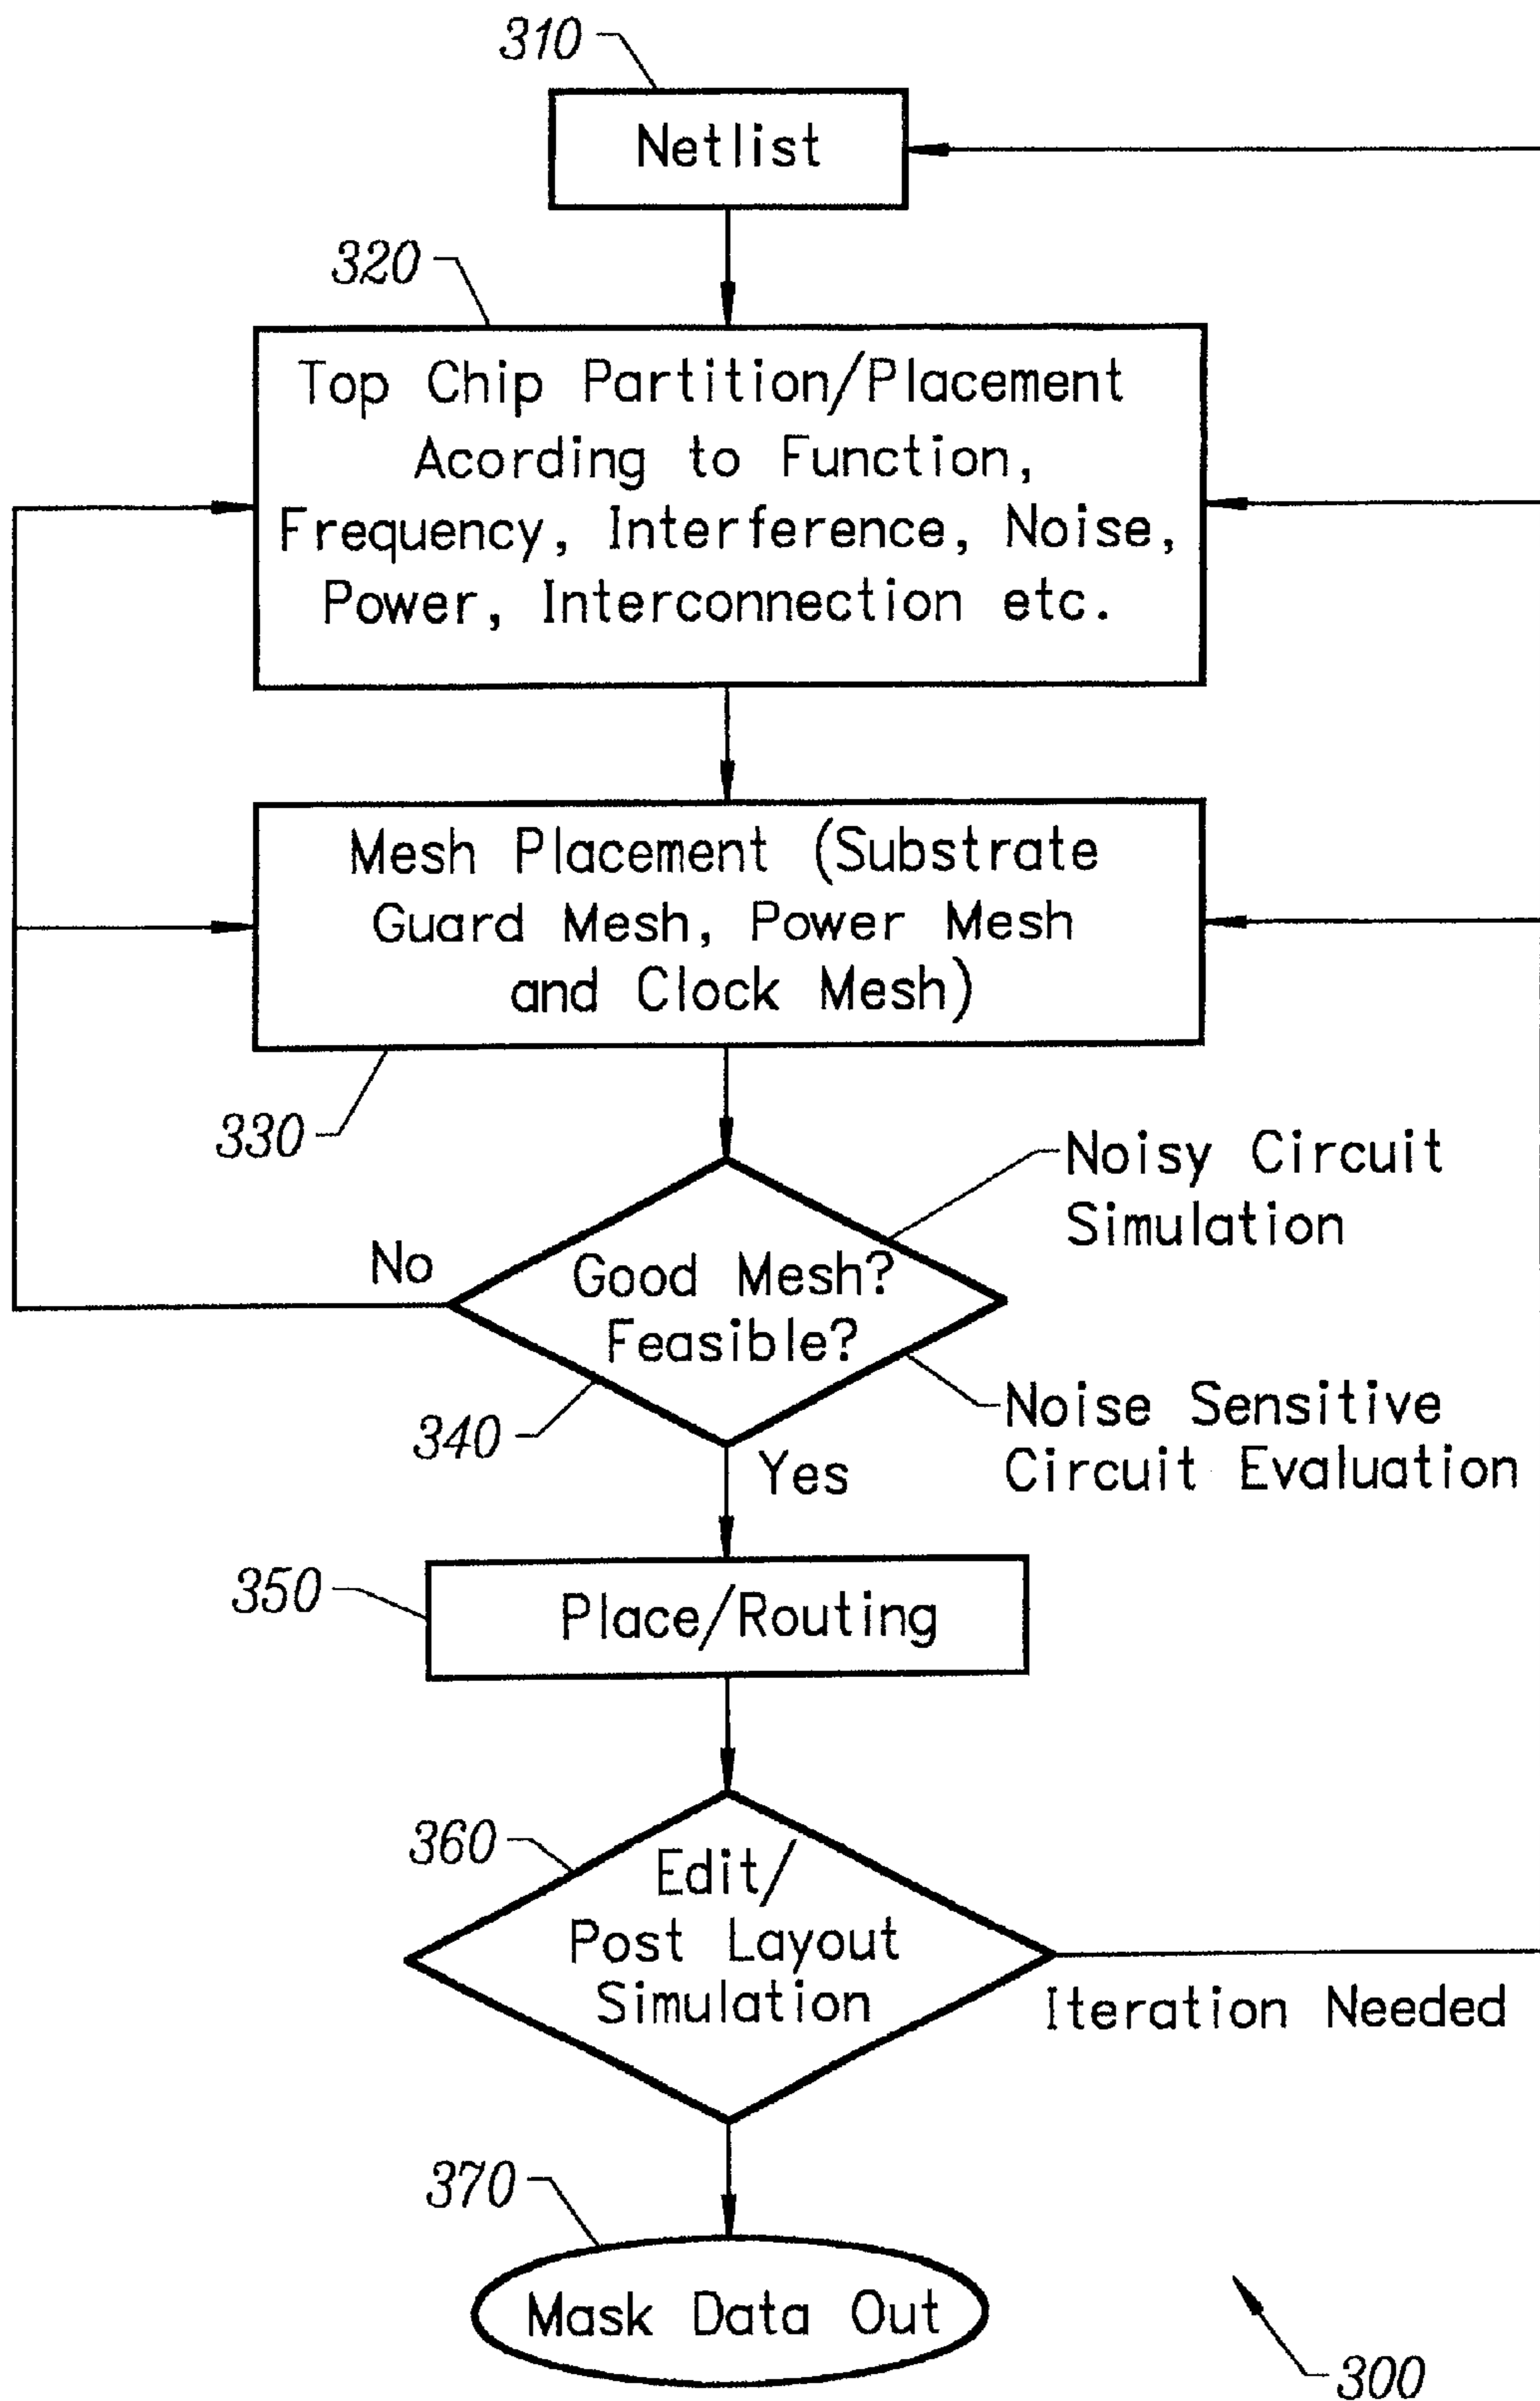 310
Netlist
320
Top Chip Partition/Placement
Acording to Function,
Frequency, Interference, Noise,
Power, Interconnection etc.
Mesh Placement (Substrate
Guard Mesh, Power Mesh
and Clock Mesh)
330
Noisy Circuit
Simulation
No
Good Mesh?
Feasible?
340
Noise Sensitive
Circuit Evaluation
Yes
350
Place/Routing
360
Edit/
Post Layout
Simulation
Iteration Needed
370
Mask Data Out
300